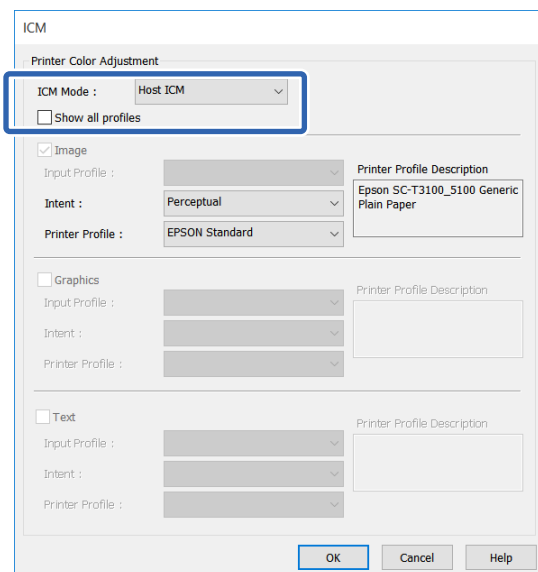 ICM
Printer Color Adjustment
ICM Mode : Host ICM
Show all profiles
Image
Input Profile : Printer Profile Description
Intent : Perceptual Epson SC-T3100_5100 Generic
Plain Paper
Printer Profile : EPSON Standard
Graphics
Input Profile : Printer Profile Description
Intent :
Printer Profile :
Text
Input Profile : Printer Profile Description
Intent :
Printer Profile :
OK Cancel Help